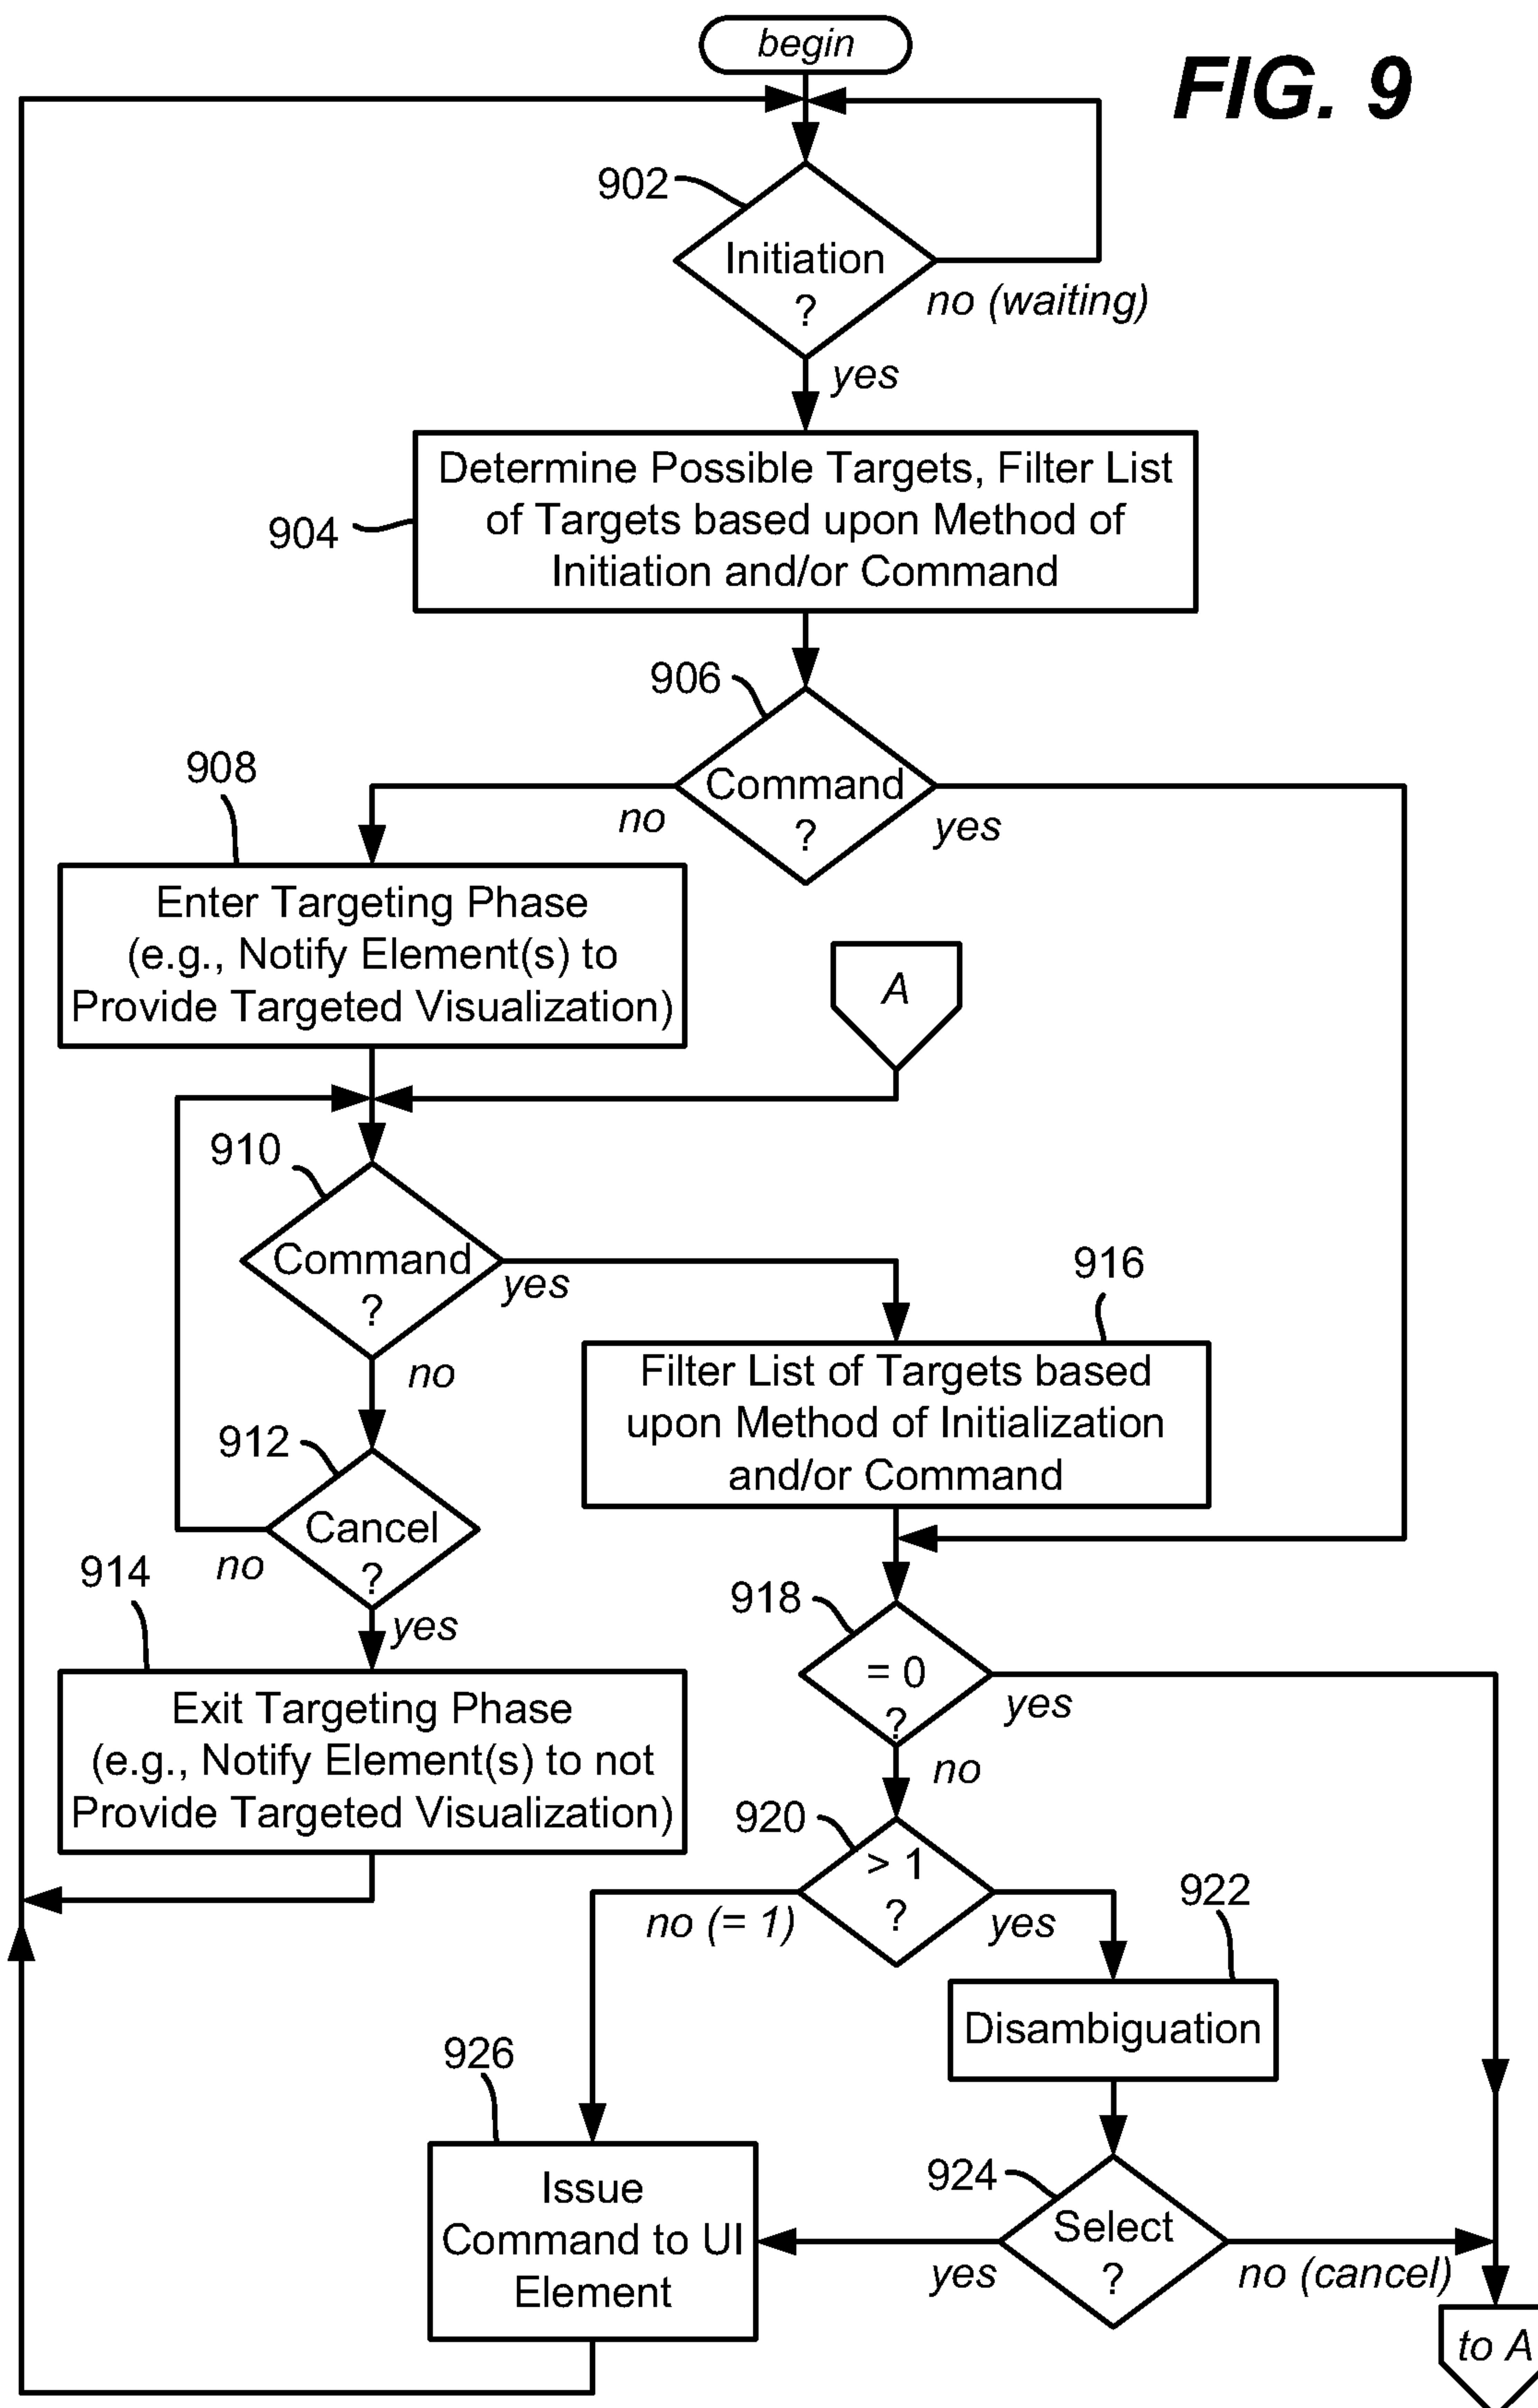 begin
FIG. 9
902
Initiation
?
no (waiting)
yes
Determine Possible Targets, Filter List
of Targets based upon Method of
Initiation and/or Command
904
906
Command
?
no
yes
908
Enter Targeting Phase
(e.g., Notify Element(s) to
Provide Targeted Visualization)
A
910
Command
?
yes
no
916
Filter List of Targets based
upon Method of Initialization
and/or Command
912
Cancel
?
no
yes
914
Exit Targeting Phase
(e.g., Notify Element(s) to not
Provide Targeted Visualization)
918
= 0
?
yes
no
920
> 1
?
no (= 1)
yes
922
Disambiguation
926
Issue
Command to UI
Element
924
Select
?
yes
no (cancel)
to A